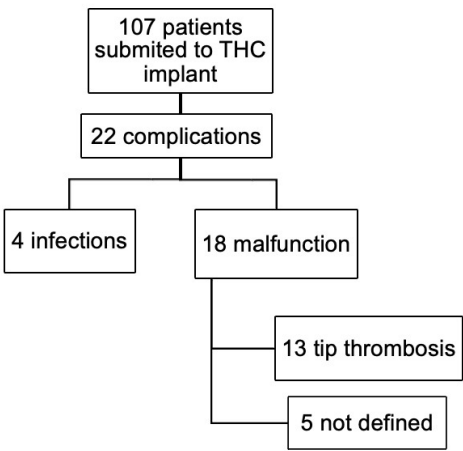 107 patients
submited to THC
implant
22 complications
4 infections
18 malfunction
13 tip thrombosis
5 not defined